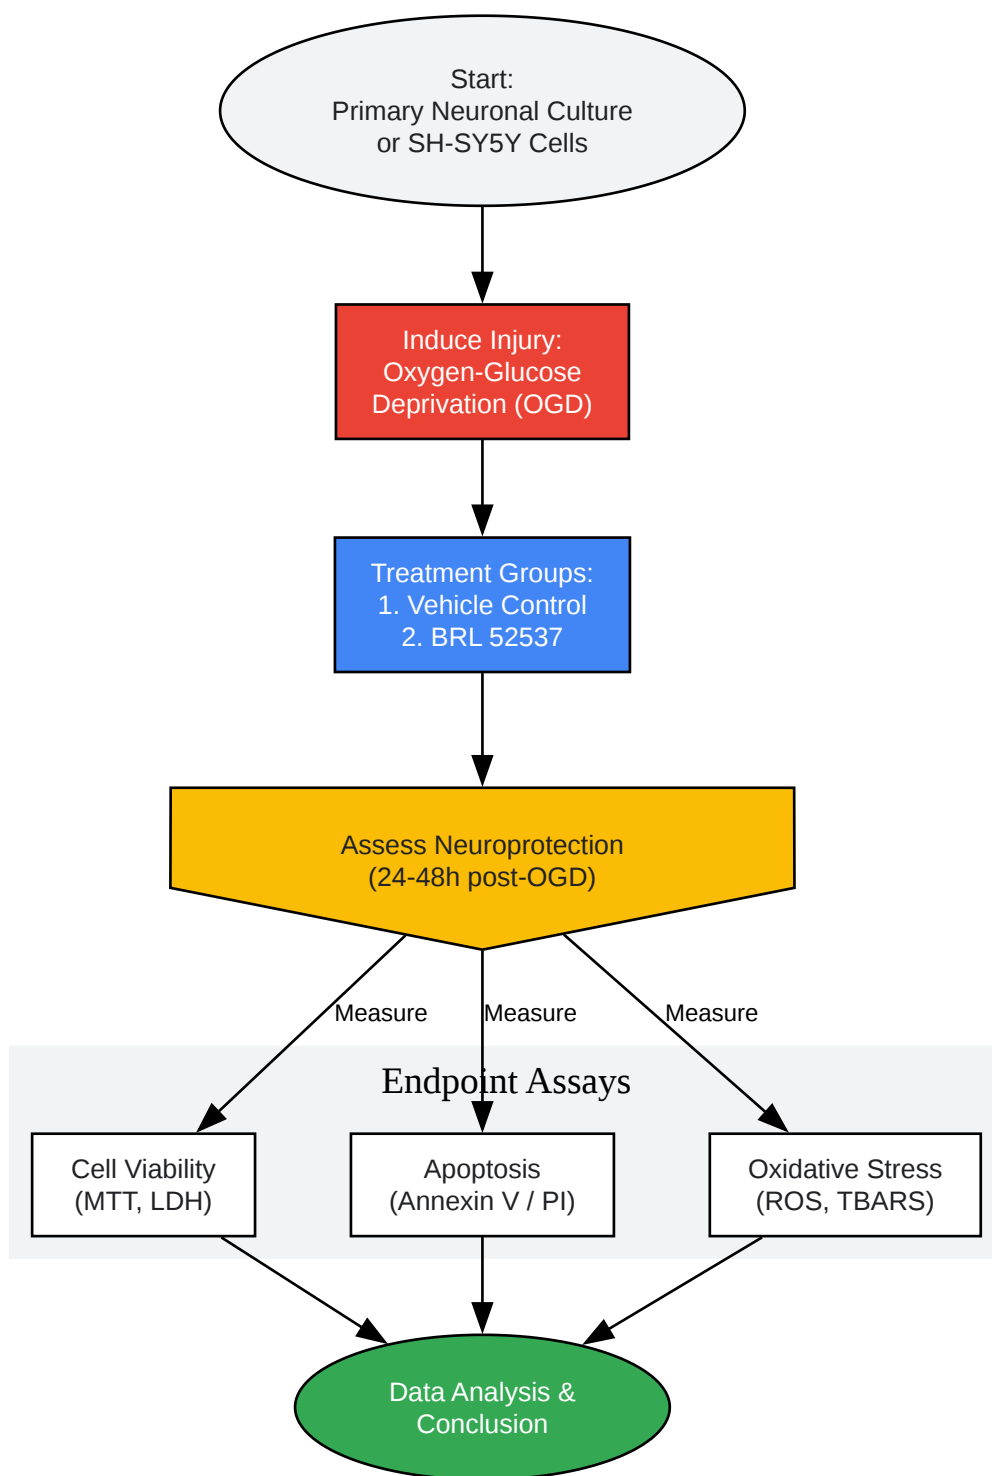 Start:
Primary Neuronal Culture
or SH-SY5Y Cells
Induce Injury:
Oxygen-Glucose
Deprivation (OGD)
Treatment Groups:
1. Vehicle Control
2. BRL 52537
Assess Neuroprotection
(24-48h post-OGD)
Measure
Measure
Measure
Endpoint Assays
Cell Viability
(MTT, LDH)
Apoptosis
(Annexin V / PI)
Oxidative Stress
(ROS, TBARS)
Data Analysis &
Conclusion